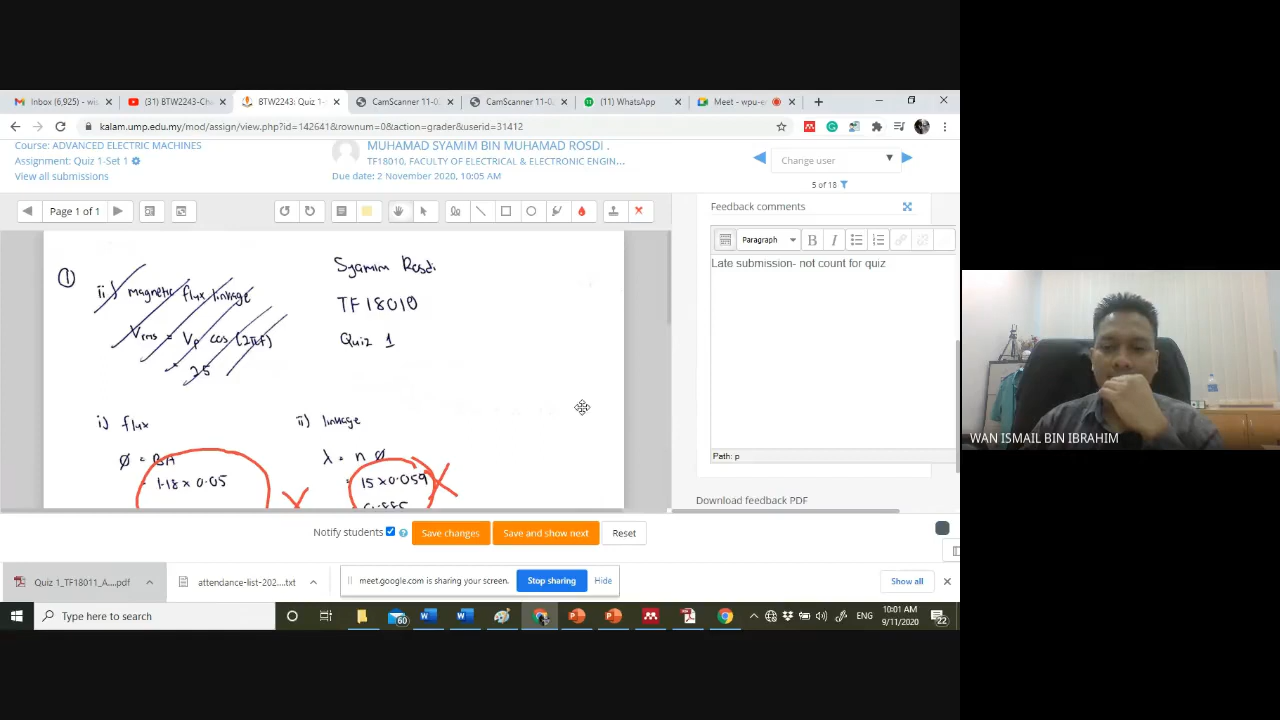 Inbox (6,925) - wi
(31) BTW2243-Cha
BTW2243: Quiz 1-
CamScanner 11-0
CamScanner 11-0
(11) WhatsApp
Meet - wpu-e
kalam.ump.edu.my/mod/assign/view.php?id=142641&rownum=0&action=grader&userid=31412
Course: ADVANCED ELECTRIC MACHINES
Assignment: Quiz 1-Set 1
View all submissions
MUHAMAD SYAMIM BIN MUHAMAD ROSDI .
TF18010, FACULTY OF ELECTRICAL & ELECTRONIC ENGIN...
Due date: 2 November 2020, 10:05 AM
Change user
5 of 18
Page 1 of 1
Feedback comments
Paragraph
B I
Late submission- not count for quiz
Path: p
Download feedback PDF
1
ii) magnetic flux linkage
Vrms = Vp cos (2πf)
25
Syamim Rosdi
TF18010
Quiz 1
i) flux
ϕ = BA
= 1.18 x 0.05
ii) linkage
λ = n ϕ
= 15 x 0.059
Notify students
Save changes
Save and show next
Reset
Quiz 1_TF18011_A....pdf
attendance-list-202....txt
meet.google.com is sharing your screen.
Stop sharing
Hide
Show all
Type here to search
60
ENG
10:01 AM
9/11/2020
22
WAN ISMAIL BIN IBRAHIM